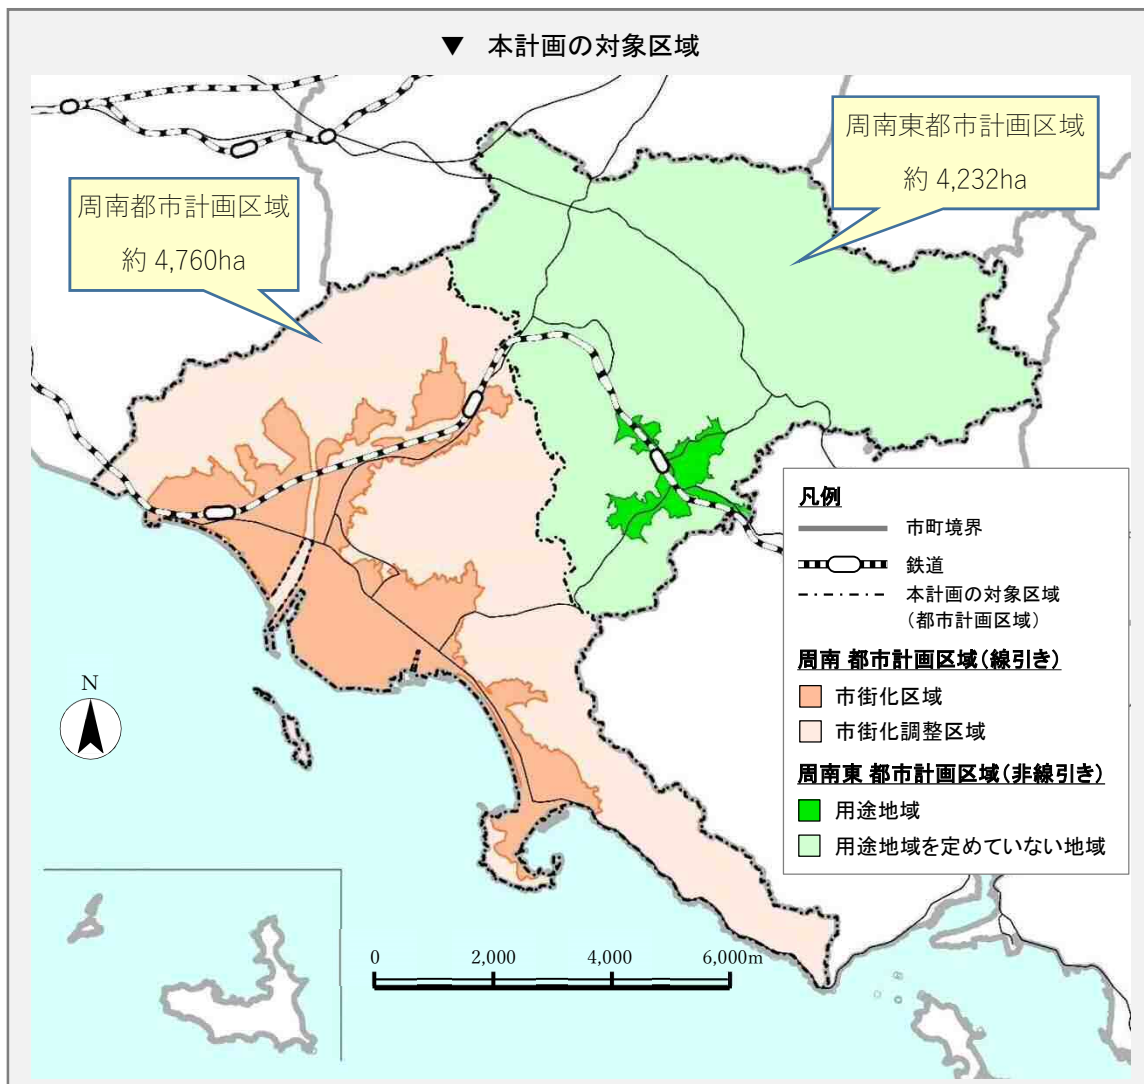 ▼ 本計画の対象区域
周南東都市計画区域
約 4,232ha
周南都市計画区域
約 4,760ha
凡例
市町境界
鉄道
本計画の対象区域
（都市計画区域）
周南 都市計画区域（線引き）
市街化区域
市街化調整区域
周南東 都市計画区域（非線引き）
用途地域
用途地域を定めていない地域
N
0 2,000 4,000 6,000m